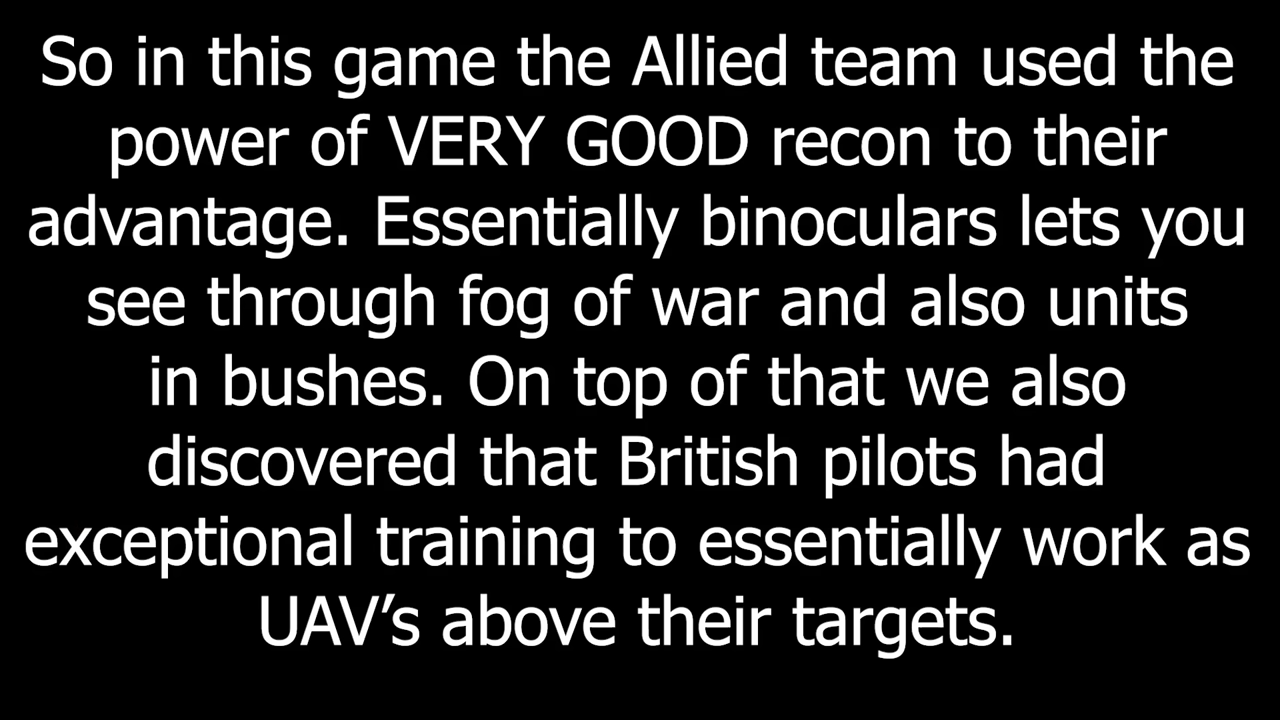 So in this game the Allied team used the
power of VERY GOOD recon to their
advantage. Essentially binoculars lets you
see through fog of war and also units
in bushes. On top of that we also
discovered that British pilots had
exceptional training to essentially work as
UAV’s above their targets.